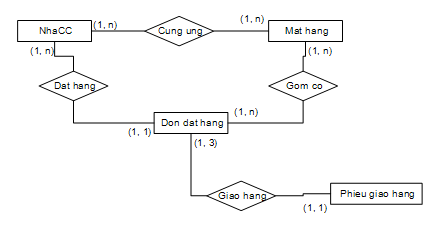 NhaCC
(1, n)
Cung ung
(1, n)
Mat hang
(1, n)
(1, n)
Dat hang
Gom co
(1, n)
Don dat hang
(1, 1)
(1, 3)
Giao hang
Phieu giao hang
(1, 1)